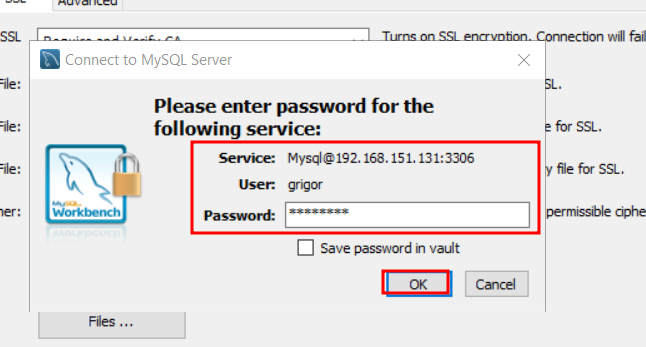 SSL
Advanced
SSL Require and Verify CA Turns on SSL encryption. Connection will fail
Connect to MySQL Server
File: SSL.
Please enter password for the
following service:
File: e for SSL.
Service: Mysql@192.168.151.131:3306
File: y file for SSL.
User: grigor
MySQL
Workbench
Password: ********
her: permissible ciphe
Save password in vault
OK Cancel
Files ...